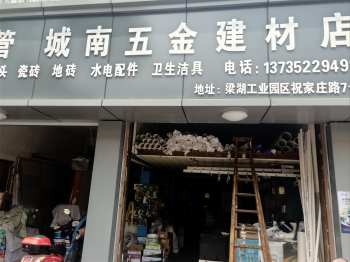 管 城南五金建材店
头 瓷砖 地砖 水电配件 卫生洁具 电话:1373522949
地址:梁湖工业园区祝家庄路7